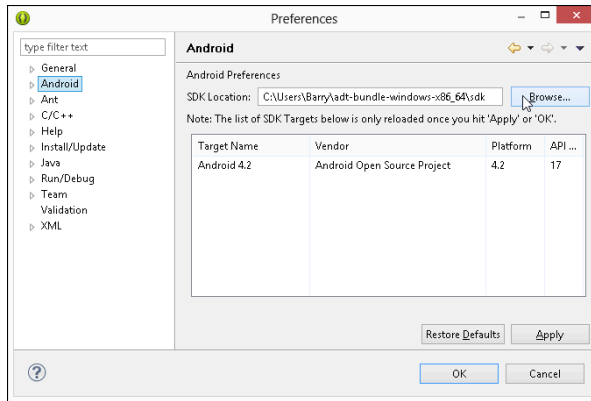 Preferences
type filter text
General
Android
Ant
C/C++
Help
Install/Update
Java
Run/Debug
Team
Validation
XML
Android
Android Preferences
SDK Location: C:\Users\Barry\adt-bundle-windows-x86_64\sdk Browse...
Note: The list of SDK Targets below is only reloaded once you hit 'Apply' or 'OK'.
Target Name Vendor Platform API ...
Android 4.2 Android Open Source Project 4.2 17
Restore Defaults Apply
OK Cancel